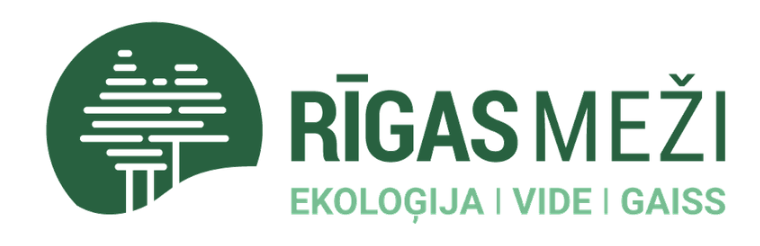 RĪGAS MEŽI
EKOLOĢIJA | VIDE | GAISS